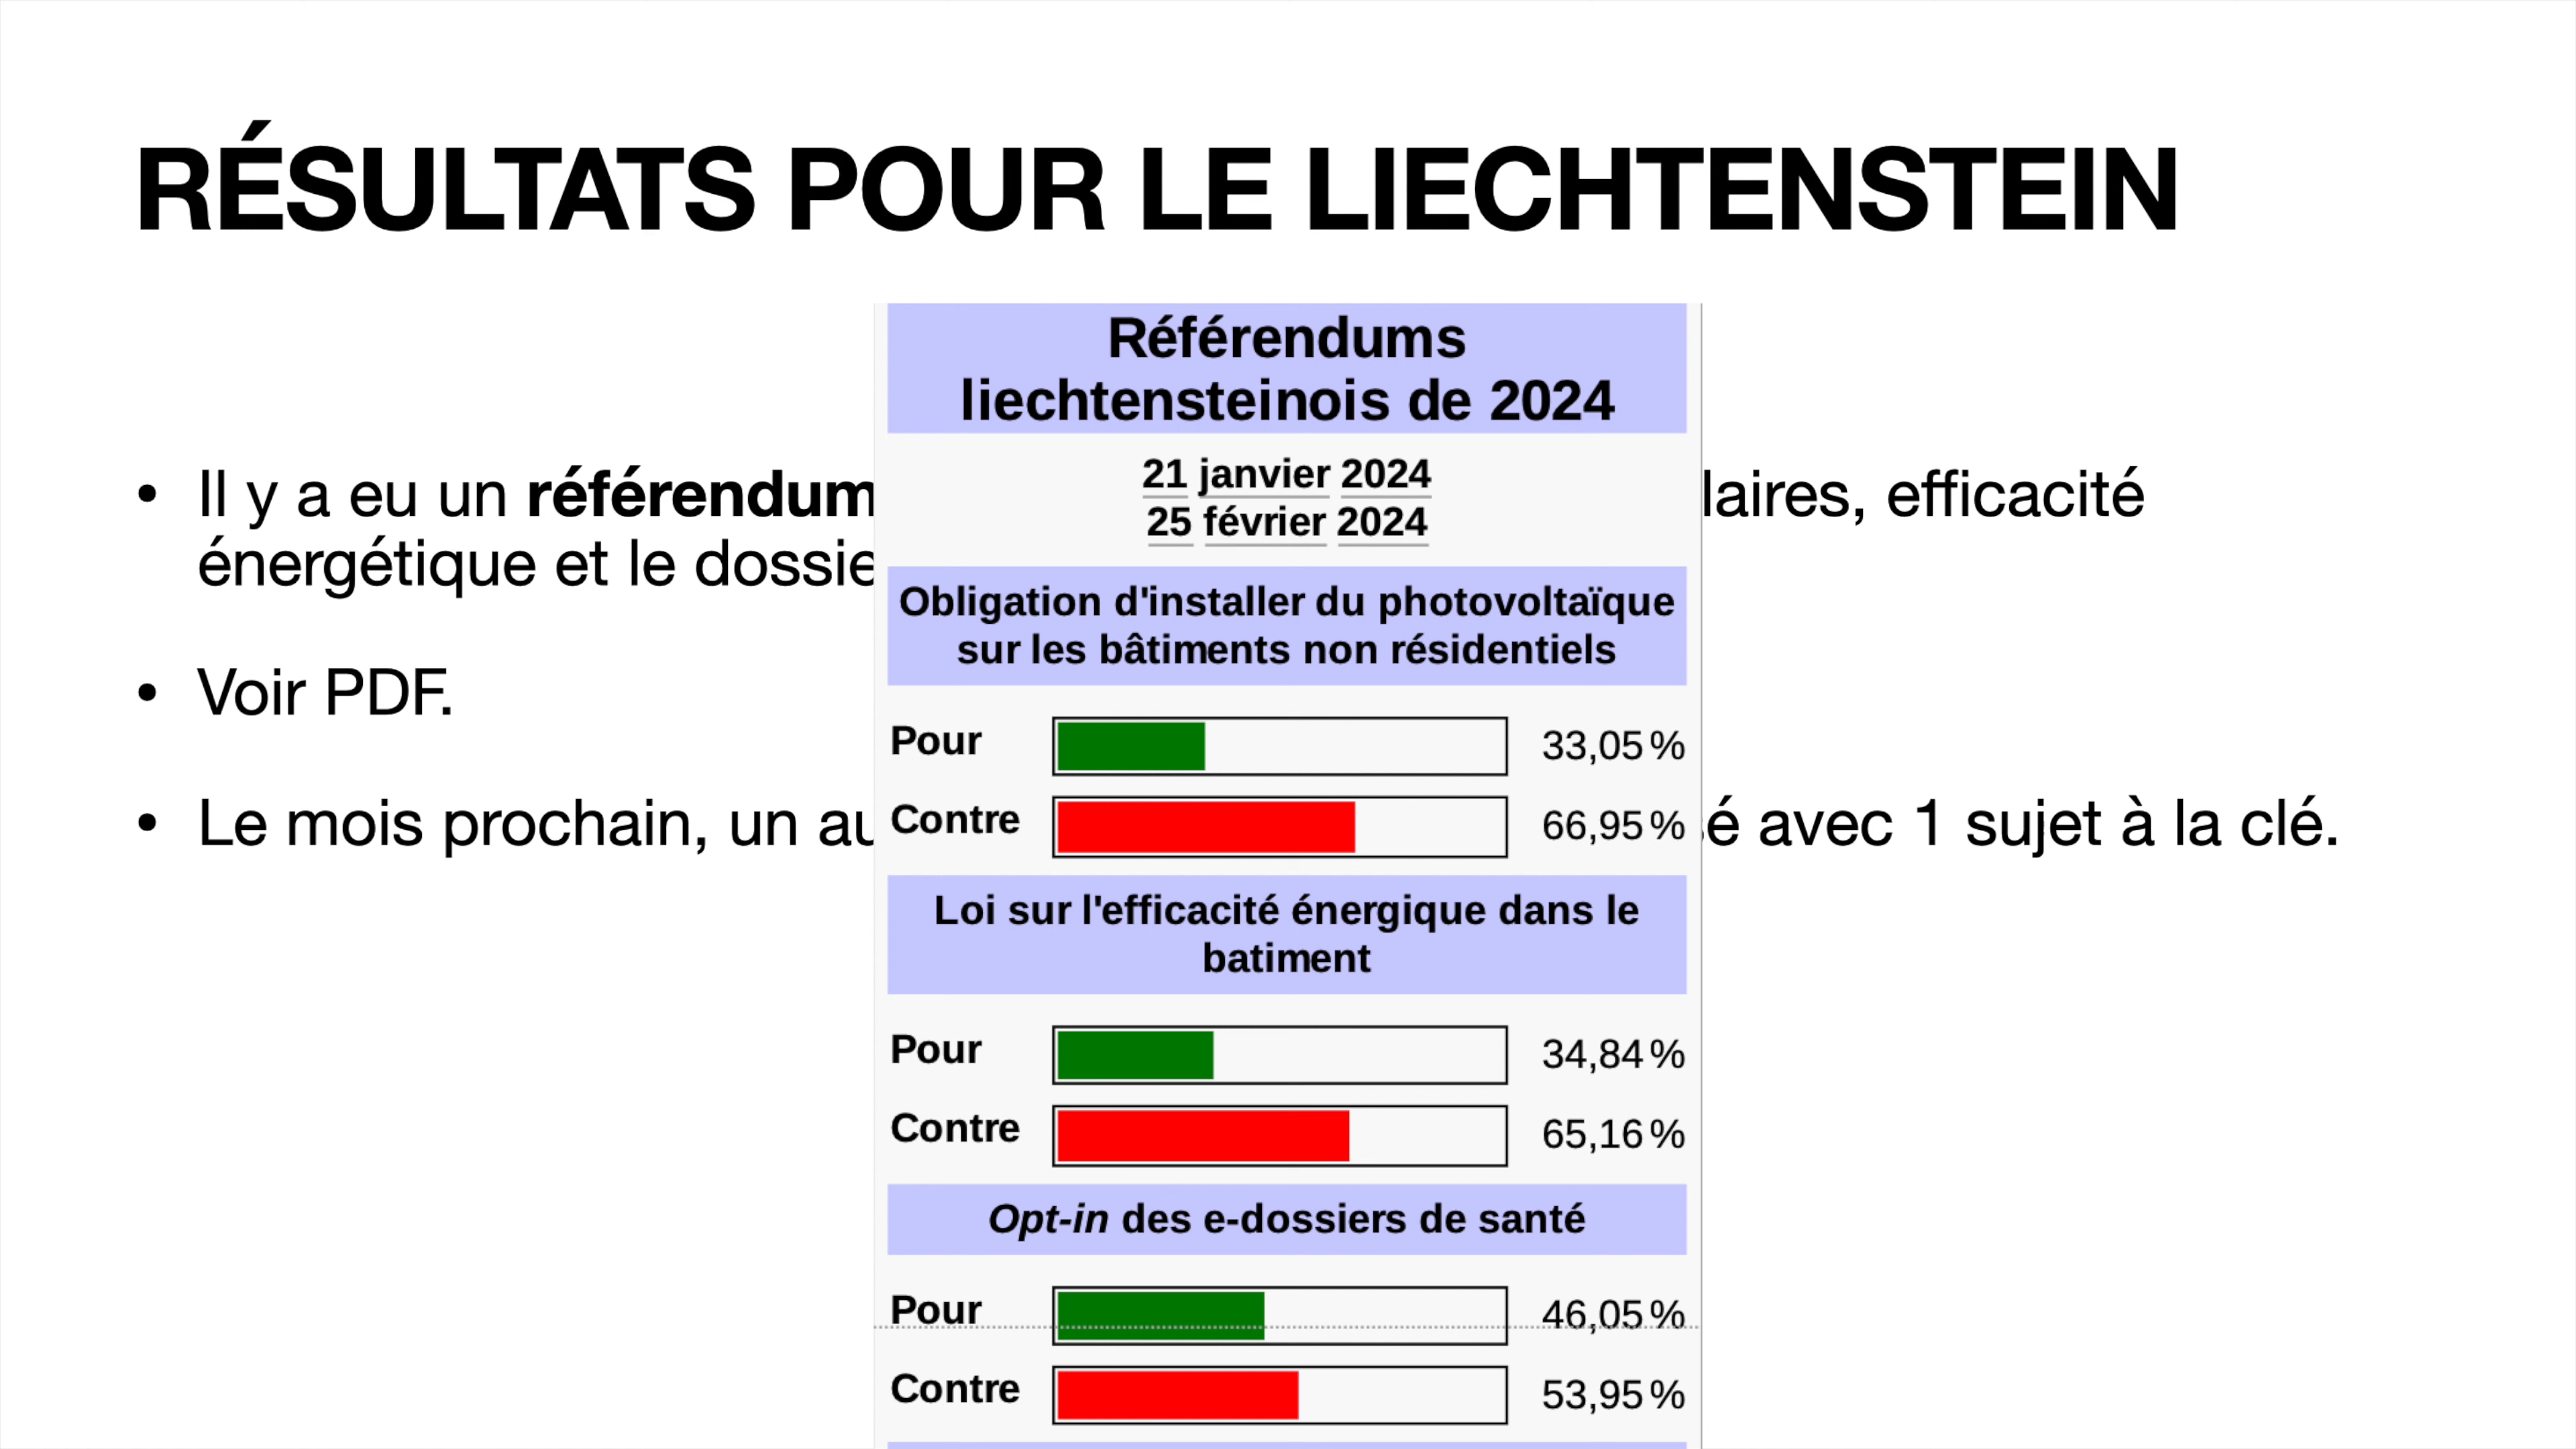 RÉSULTATS POUR LE LIECHTENSTEIN
Il y a eu un référendum laires, efficacité
énergétique et le dossie
Voir PDF.
Le mois prochain, un au sé avec 1 sujet à la clé.
Référendums
liechtensteinois de 2024
21 janvier 2024
25 février 2024
Obligation d'installer du photovoltaïque
sur les bâtiments non résidentiels
Pour 33,05 %
Contre 66,95 %
Loi sur l'efficacité énergique dans le
batiment
Pour 34,84 %
Contre 65,16 %
Opt-in des e-dossiers de santé
Pour 46,05 %
Contre 53,95 %